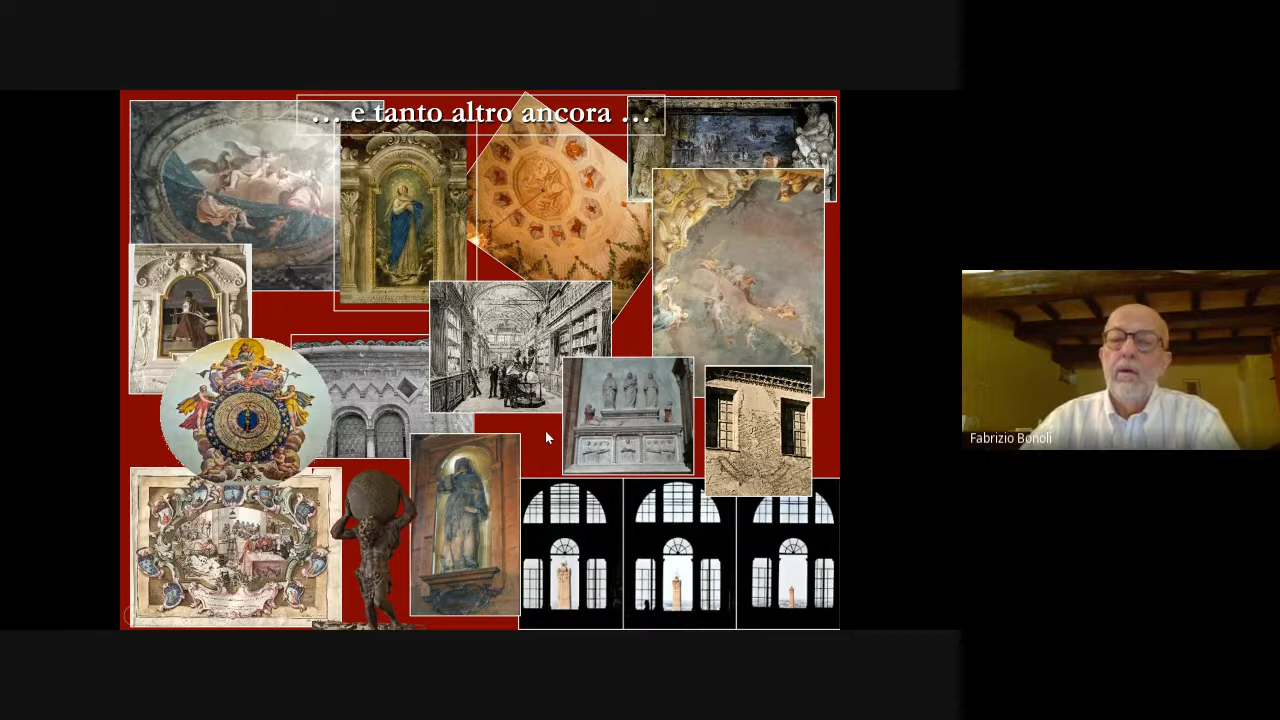 … e tanto altro ancora …
Fabrizio Bonoli